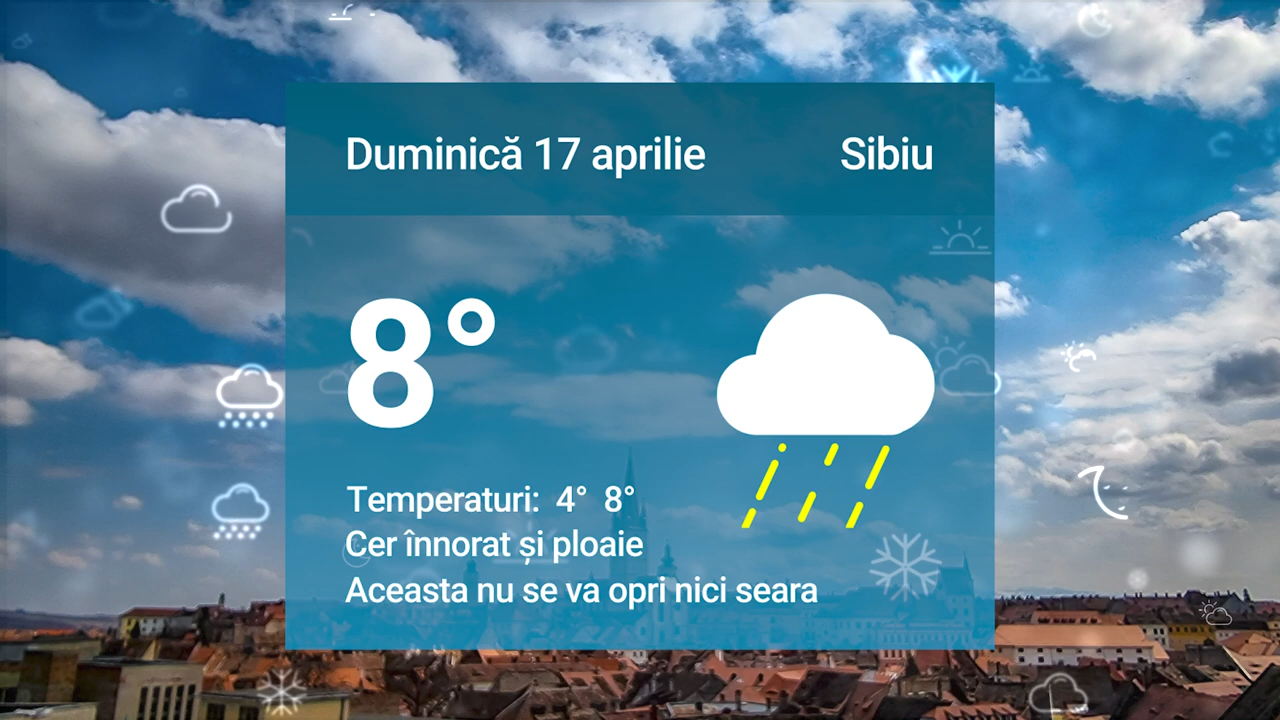 Duminică 17 aprilie Sibiu
8°
Temperaturi: 4° 8°
Cer înnorat și ploaie
Aceasta nu se va opri nici seara